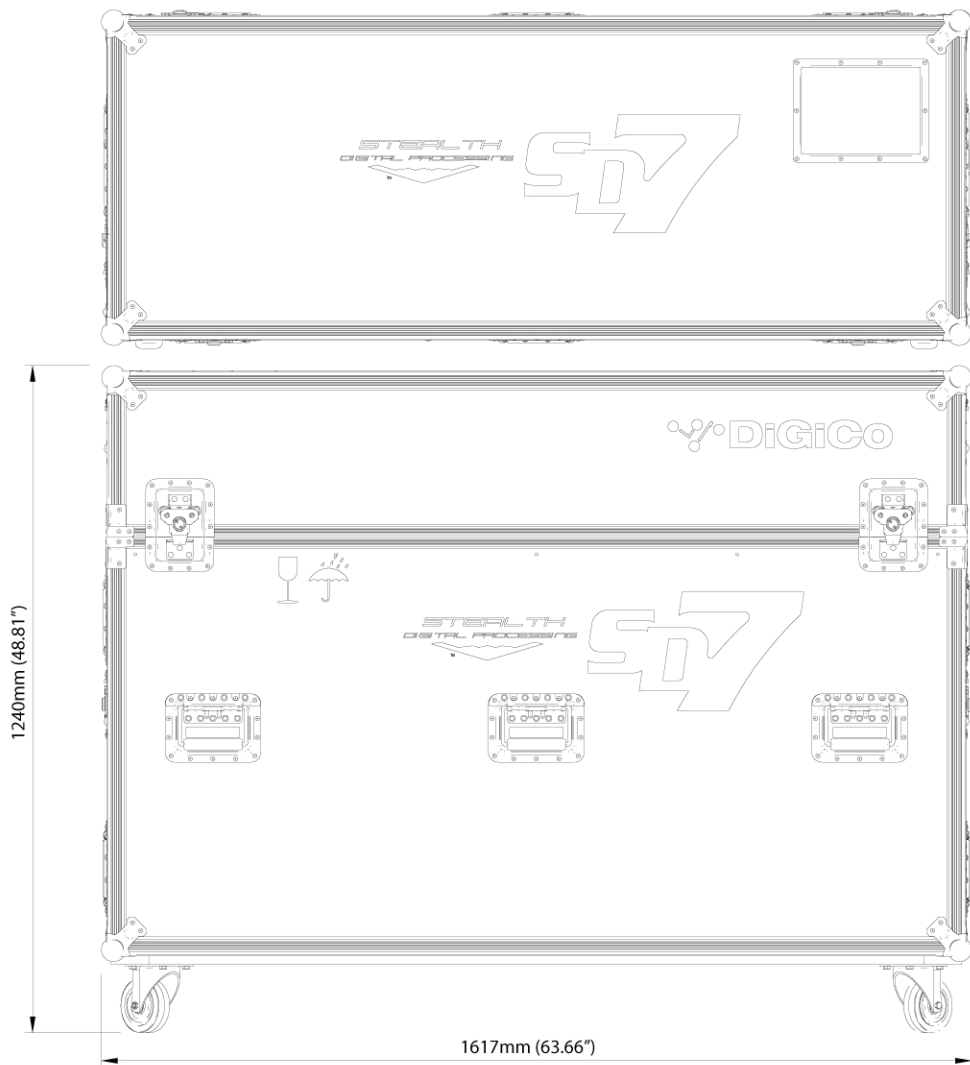 STEALTH
DIGITAL PROCESSING
SD7
DiGiCo
STEALTH
DIGITAL PROCESSING
SD7
1240mm (48.81")
1617mm (63.66")